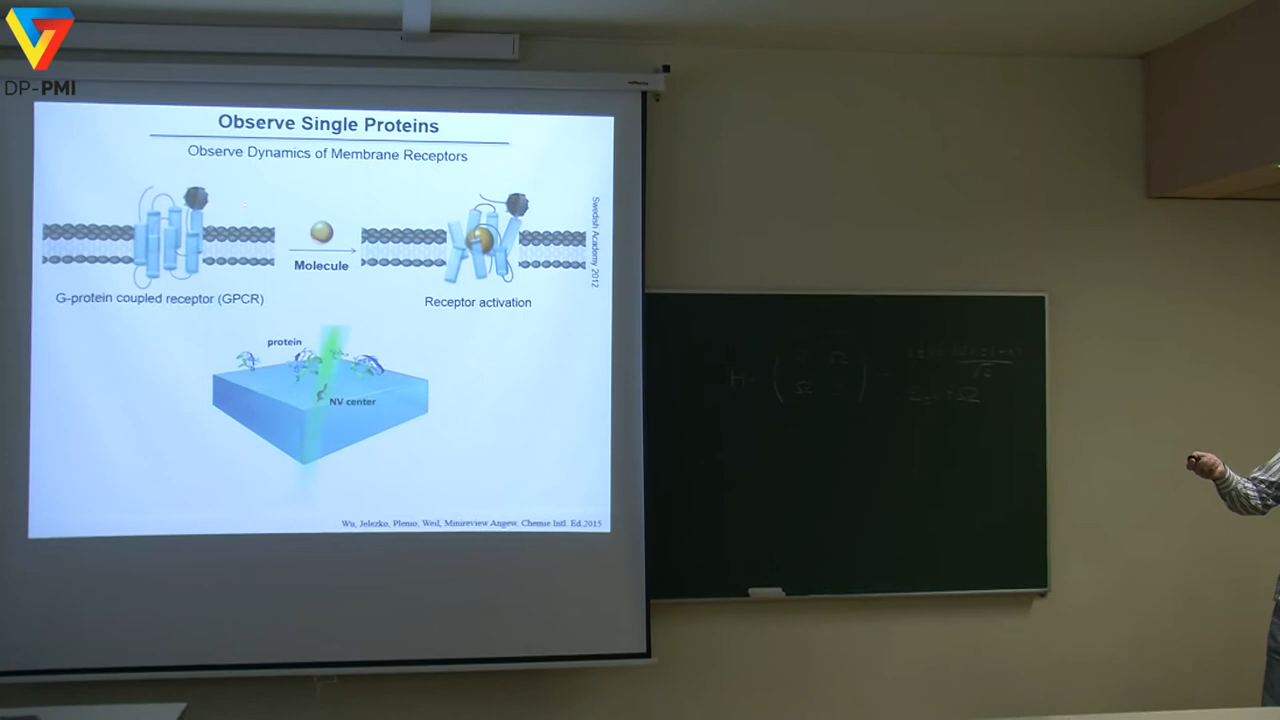 DP-PMI
Observe Single Proteins
Observe Dynamics of Membrane Receptors
Molecule
G-protein coupled receptor (GPCR)
Receptor activation
Swedish Academy 2012
protein
NV center
Wu, Jelezko, Plenio, Weil, Minireview Angew. Chemie Intl. Ed.2015